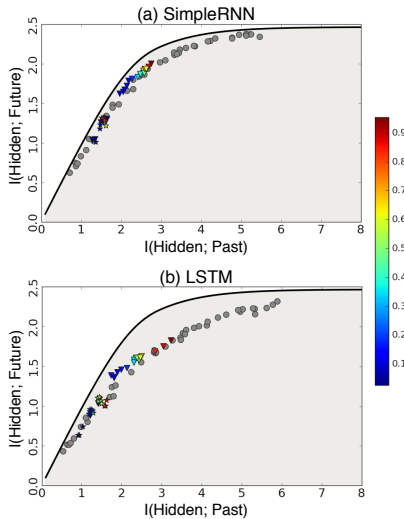 (a) SimpleRNN
I(Hidden; Future)
2.5
2.0
1.5
1.0
0.5
0.0
0 1 2 3 4 5 6 7 8
I(Hidden; Past)
(b) LSTM
I(Hidden; Future)
2.5
2.0
1.5
1.0
0.5
0.0
0 1 2 3 4 5 6 7 8
I(Hidden; Past)
0.9
0.8
0.7
0.6
0.5
0.4
0.3
0.2
0.1